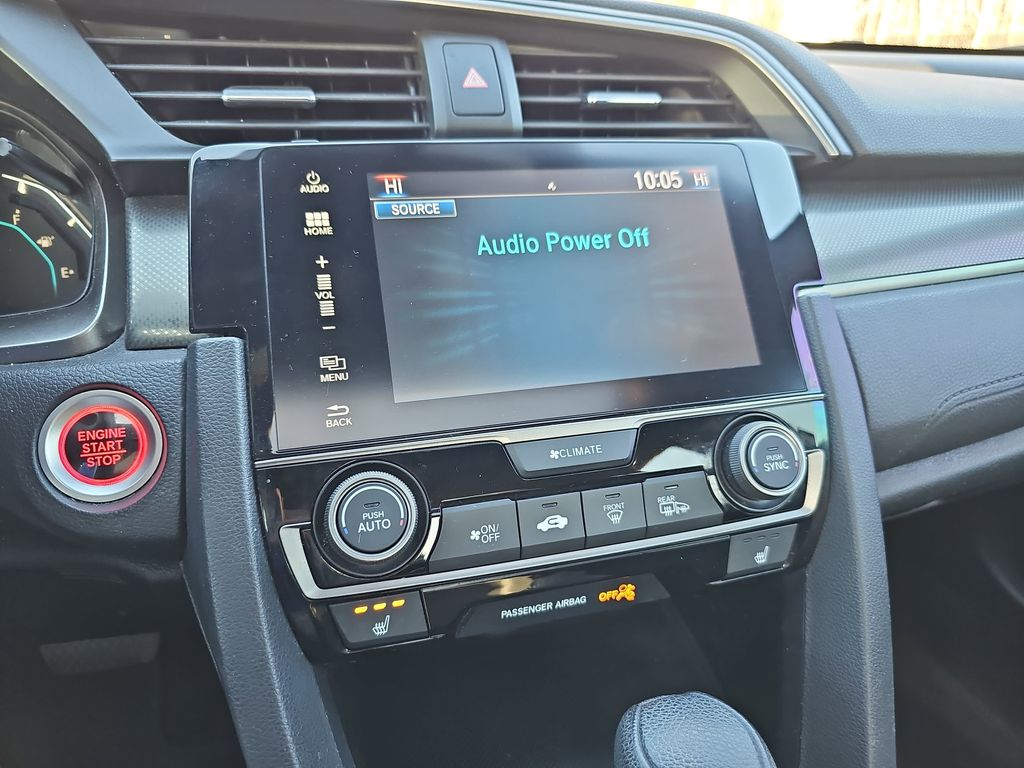 AUDIO
HOME
+
VOL
−
MENU
BACK
HI
10:05 Hi
SOURCE
Audio Power Off
F
E
ENGINE
START
STOP
CLIMATE
PUSH
AUTO
ON/
OFF
FRONT
REAR
PUSH
SYNC
PASSENGER AIRBAG OFF